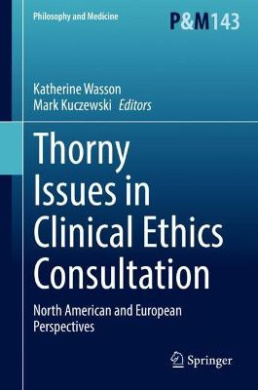 Philosophy and Medicine
P&M143
Katherine Wasson
Mark Kuczewski Editors
Thorny
Issues in
Clinical Ethics
Consultation
North American and European
Perspectives
Springer